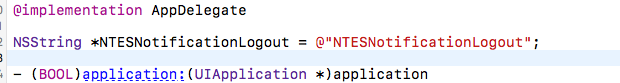 @implementation AppDelegate
NSString *NTESNotificationLogout = @"NTESNotificationLogout";
- (BOOL)application:(UIApplication *)application